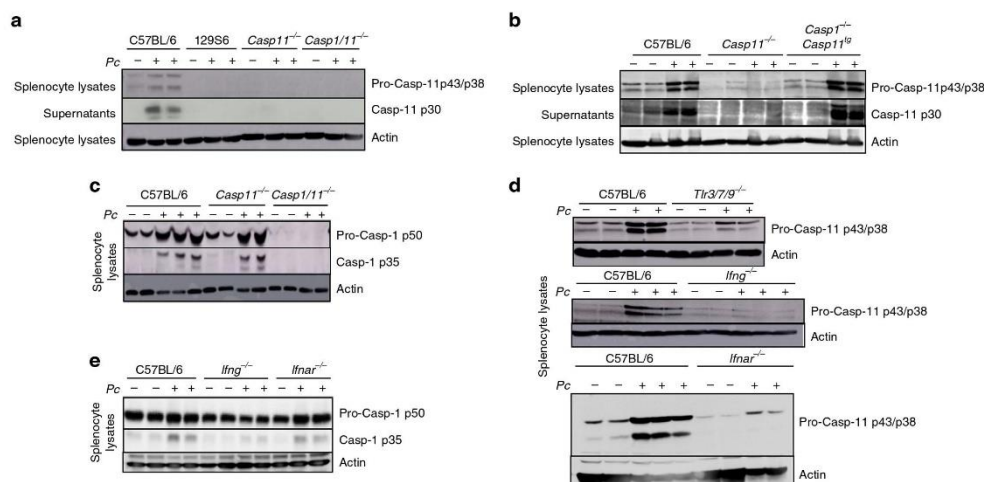 a
C57BL/6 129S6 Casp11–/– Casp1/11–/–
Pc – + + – + + – + + – + +
Splenocyte lysates Pro-Casp-11p43/p38
Supernatants Casp-11 p30
Splenocyte lysates Actin
b
Casp1–/–
C57BL/6 Casp11–/– Casp11tg
Pc – – + + – – + + – – + +
Splenocyte lysates Pro-Casp-11p43/p38
Supernatants Casp-11 p30
Splenocyte lysates Actin
c
C57BL/6 Casp11–/– Casp1/11–/–
Pc – – + + + – – + + – – + +
Splenocyte lysates
Pro-Casp-1 p50
Casp-1 p35
Actin
d
C57BL/6 Tlr3/7/9–/–
Pc – – + + – – + +
Pro-Casp-11 p43/p38
Actin
C57BL/6 Ifng–/–
Pc – – + + + – – + + +
Splenocyte lysates
Pro-Casp-11 p43/p38
Actin
C57BL/6 Ifnar–/–
Pc – – + + + – – + +
Pro-Casp-11 p43/p38
Actin
e
C57BL/6 Ifng–/– Ifnar–/–
Pc – – + + – – + + – + +
Splenocyte lysates
Pro-Casp-1 p50
Casp-1 p35
Actin